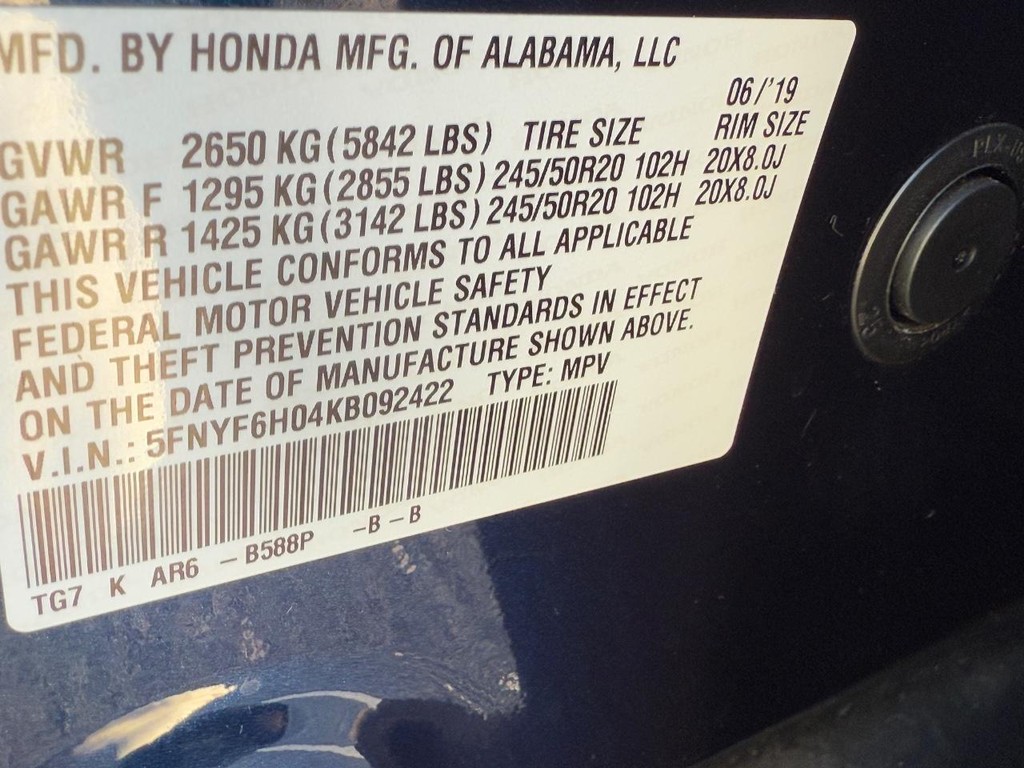 MFD. BY HONDA MFG. OF ALABAMA, LLC
06/'19
GVWR 2650 KG (5842 LBS) TIRE SIZE RIM SIZE
GAWR F 1295 KG (2855 LBS) 245/50R20 102H 20X8.0J
GAWR R 1425 KG (3142 LBS) 245/50R20 102H 20X8.0J
THIS VEHICLE CONFORMS TO ALL APPLICABLE
FEDERAL MOTOR VEHICLE SAFETY
AND THEFT PREVENTION STANDARDS IN EFFECT
ON THE DATE OF MANUFACTURE SHOWN ABOVE.
V.I.N.: 5FNYF6H04KB092422 TYPE: MPV
TG7 K AR6 -B588P -B -B